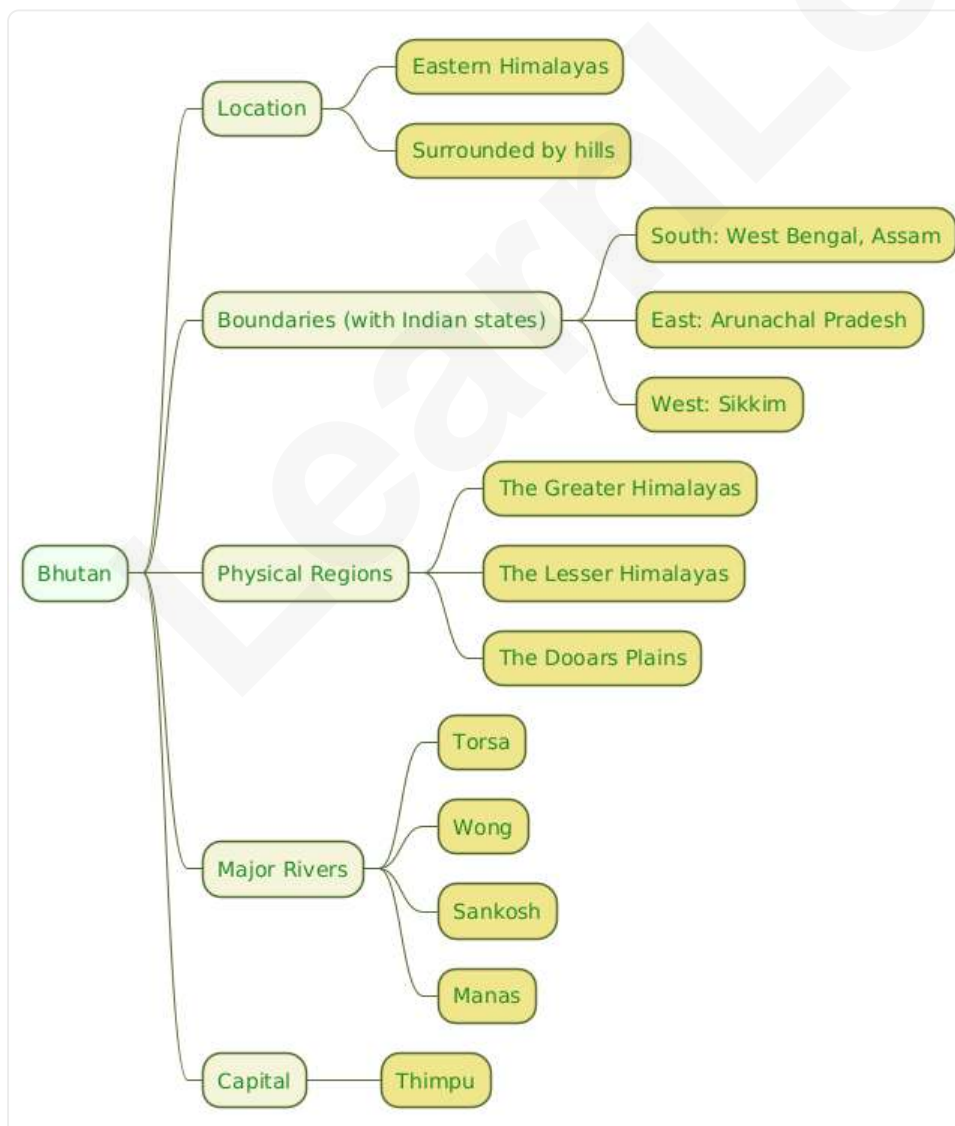 Bhutan
Location
Eastern Himalayas
Surrounded by hills
Boundaries (with Indian states)
South: West Bengal, Assam
East: Arunachal Pradesh
West: Sikkim
Physical Regions
The Greater Himalayas
The Lesser Himalayas
The Dooars Plains
Major Rivers
Torsa
Wong
Sankosh
Manas
Capital
Thimpu